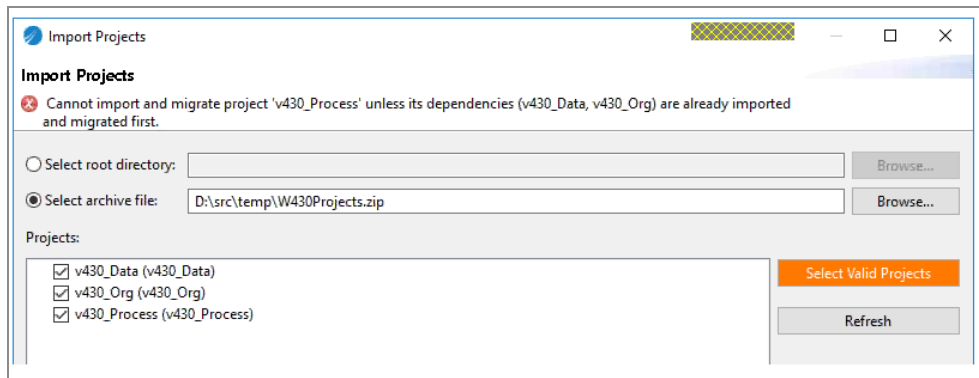 Import Projects
Import Projects
Cannot import and migrate project 'v430_Process' unless its dependencies (v430_Data, v430_Org) are already imported
and migrated first.
Select root directory: Browse...
Select archive file: D:\src\temp\W430Projects.zip Browse...
Projects:
v430_Data (v430_Data)
Select Valid Projects
v430_Org (v430_Org)
v430_Process (v430_Process)
Refresh